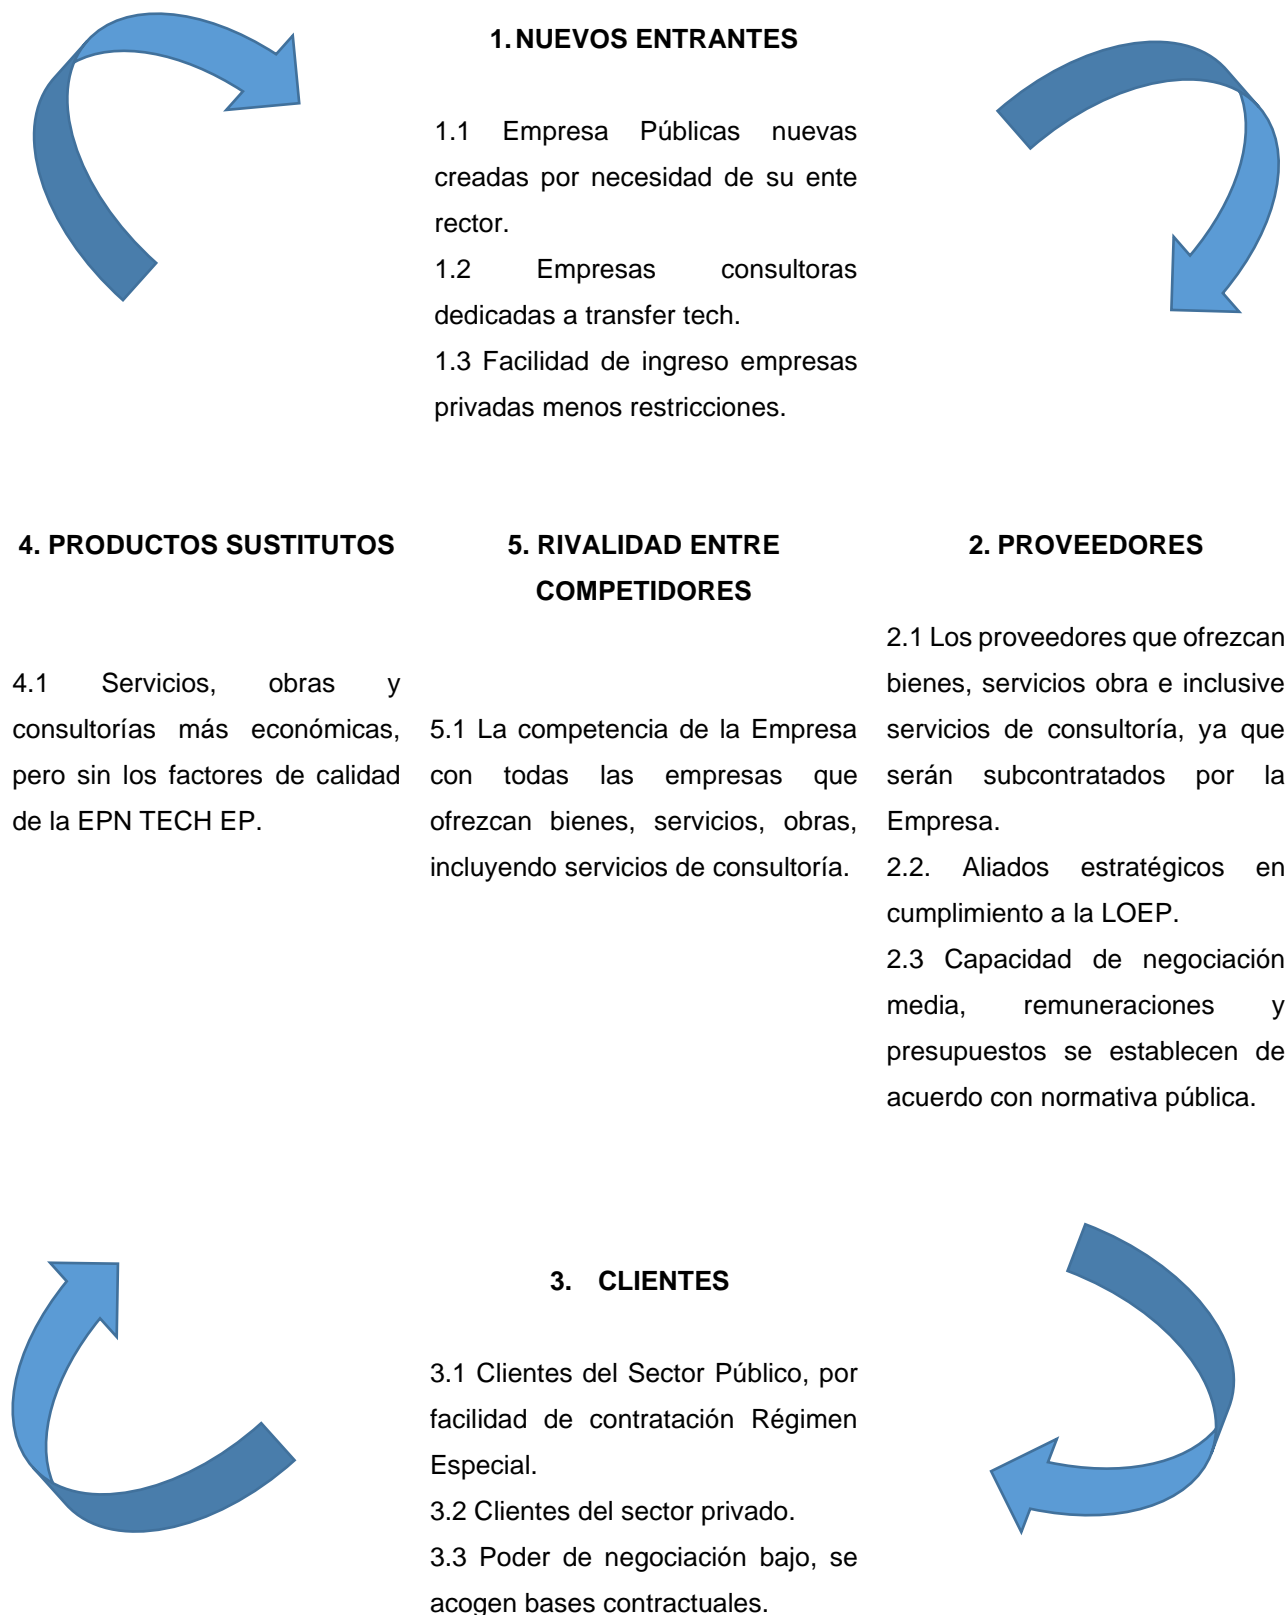 1. NUEVOS ENTRANTES
1.1 Empresa Públicas nuevas
creadas por necesidad de su ente
rector.
1.2 Empresas consultoras
dedicadas a transfer tech.
1.3 Facilidad de ingreso empresas
privadas menos restricciones.
4. PRODUCTOS SUSTITUTOS
4.1 Servicios, obras y
consultorías más económicas,
pero sin los factores de calidad
de la EPN TECH EP.
5. RIVALIDAD ENTRE
COMPETIDORES
5.1 La competencia de la Empresa
con todas las empresas que
ofrezcan bienes, servicios, obras,
incluyendo servicios de consultoría.
2. PROVEEDORES
2.1 Los proveedores que ofrezcan
bienes, servicios obra e inclusive
servicios de consultoría, ya que
serán subcontratados por la
Empresa.
2.2. Aliados estratégicos en
cumplimiento a la LOEP.
2.3 Capacidad de negociación
media, remuneraciones y
presupuestos se establecen de
acuerdo con normativa pública.
3. CLIENTES
3.1 Clientes del Sector Público, por
facilidad de contratación Régimen
Especial.
3.2 Clientes del sector privado.
3.3 Poder de negociación bajo, se
acogen bases contractuales.